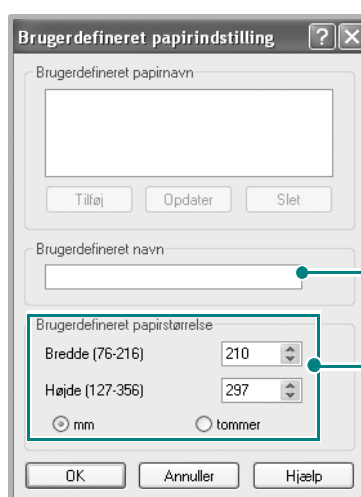 Brugerdefineret papirindstilling
Brugerdefineret papirnavn
Tilføj Opdater Slet
Brugerdefineret navn
Brugerdefineret papirstørrelse
Bredde (76-216) 210
Højde (127-356) 297
mm tommer
OK Annuller Hjælp